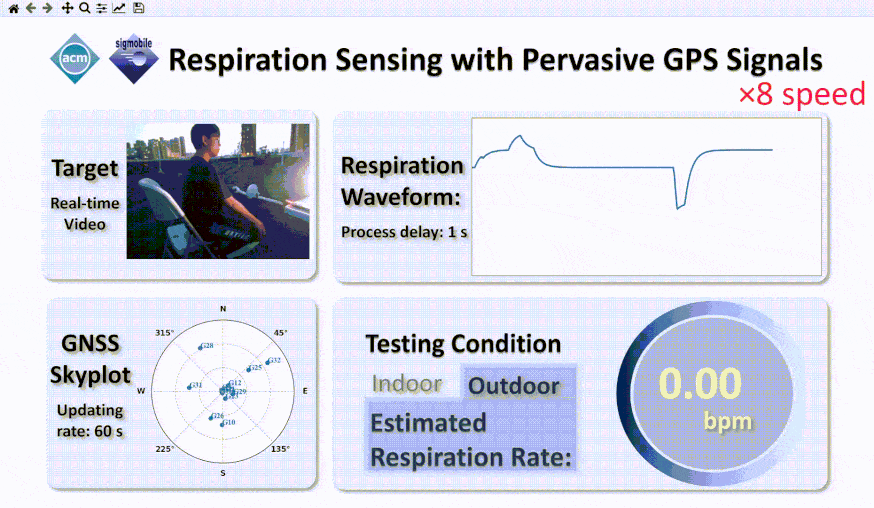 acm
sigmobile
Respiration Sensing with Pervasive GPS Signals
×8 speed
Target
Real-time
Video
Respiration
Waveform:
Process delay: 1 s
GNSS
Skyplot
Updating
rate: 60 s
N
315°
45°
G28
G32
G25
G12
W
G31
G29
E
G26
G10
225°
135°
S
Testing Condition
Indoor
Outdoor
Estimated
Respiration Rate:
0.00
bpm